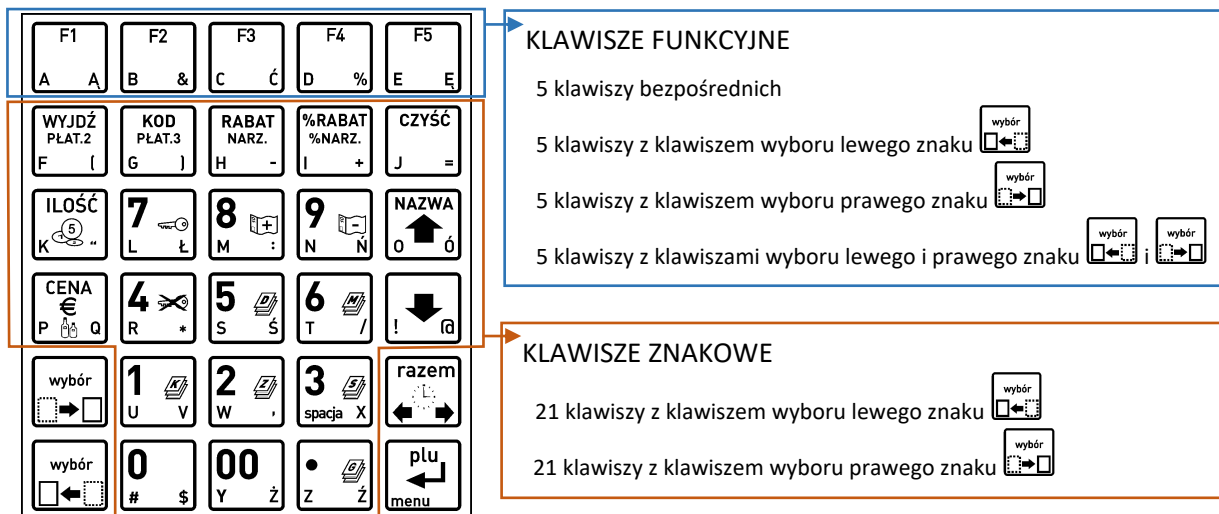 F1 F2 F3 F4 F5
A Ą B & C Ć D % E Ę
WYJDŹ KOD RABAT %RABAT CZYŚĆ
PŁAT.2 PŁAT.3 NARZ. %NARZ.
F ( G ) H - I + J =
ILOŚĆ 7 8 9 NAZWA
5 + -
K “ L Ł M : N Ń O Ó
CENA 4 5 6
€ D M
P Q R * S Ś T / ! @
wybór 1 2 3 razem
K Z S
U V W , spacja X
wybór 0 00 • plu
G
# $ Y Ż Z Ź menu
KLAWISZE FUNKCYJNE
5 klawiszy bezpośrednich
5 klawiszy z klawiszem wyboru lewego znaku wybór
5 klawiszy z klawiszem wyboru prawego znaku wybór
5 klawiszy z klawiszami wyboru lewego i prawego znaku wybór i wybór
KLAWISZE ZNAKOWE
21 klawiszy z klawiszem wyboru lewego znaku wybór
21 klawiszy z klawiszem wyboru prawego znaku wybór